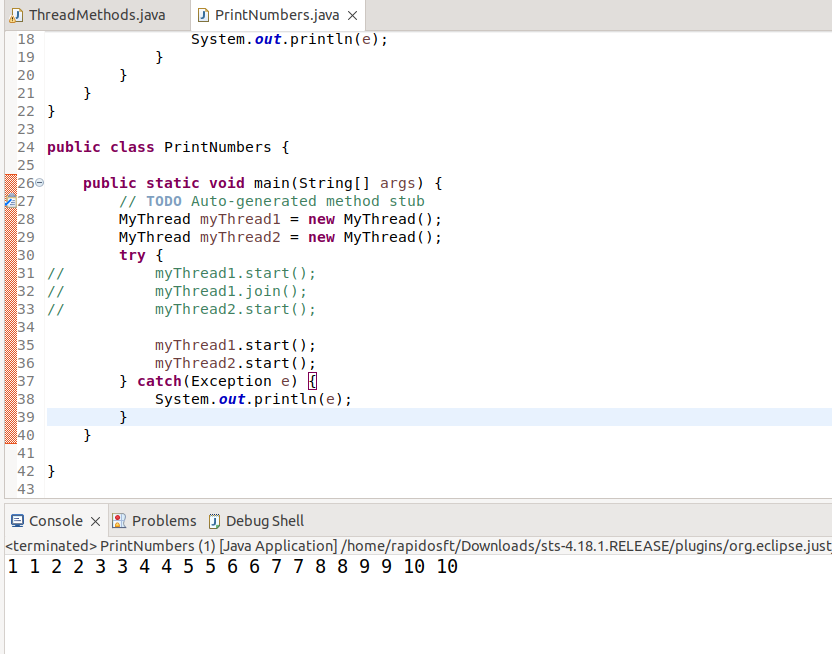 ThreadMethods.java PrintNumbers.java
18 System.out.println(e);
19 }
20 }
21 }
22 }
23
24 public class PrintNumbers {
25
26 public static void main(String[] args) {
27 // TODO Auto-generated method stub
28 MyThread myThread1 = new MyThread();
29 MyThread myThread2 = new MyThread();
30 try {
31 // myThread1.start();
32 // myThread1.join();
33 // myThread2.start();
34
35 myThread1.start();
36 myThread2.start();
37 } catch(Exception e) {
38 System.out.println(e);
39 }
40 }
41
42 }
43
Console Problems Debug Shell
<terminated> PrintNumbers (1) [Java Application] /home/rapidosft/Downloads/sts-4.18.1.RELEASE/plugins/org.eclipse.just
1 1 2 2 3 3 4 4 5 5 6 6 7 7 8 8 9 9 10 10